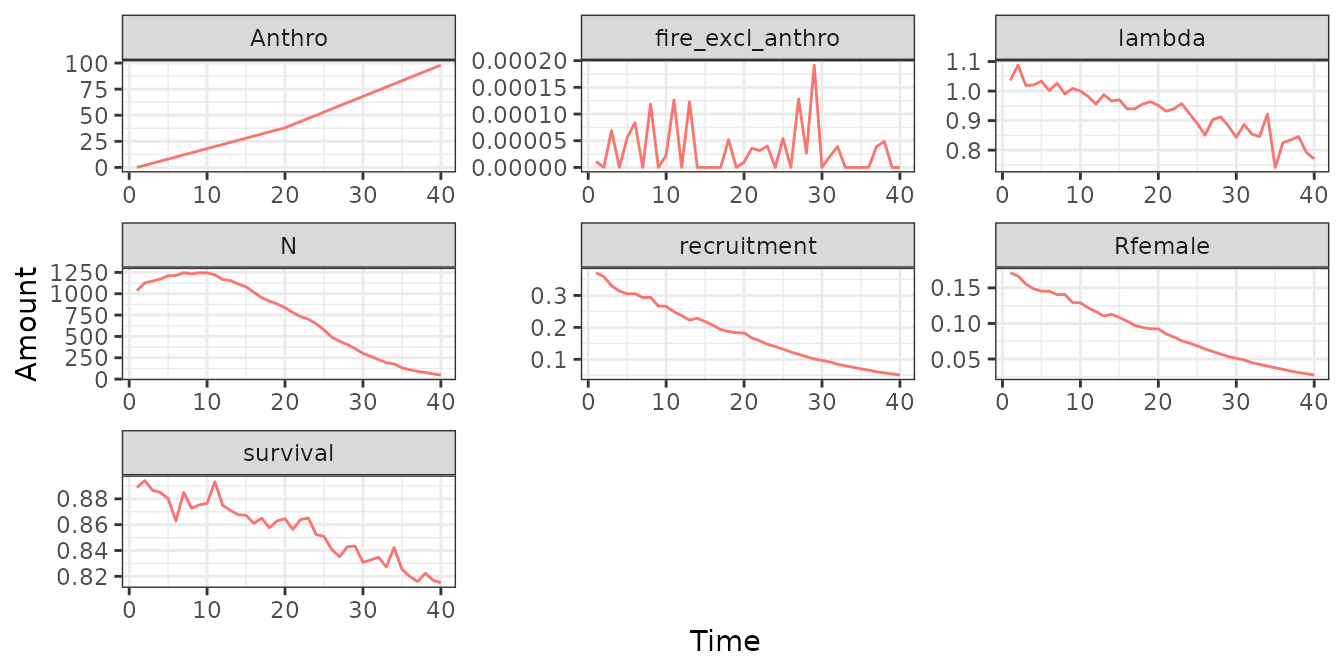 Anthro
fire_excl_anthro
lambda
100
75
50
25
0
0 10 20 30 40
0.00020
0.00015
0.00010
0.00005
0.00000
0 10 20 30 40
1.1
1.0
0.9
0.8
0 10 20 30 40
N
recruitment
Rfemale
1250
1000
750
500
250
0
0 10 20 30 40
0.3
0.2
0.1
0 10 20 30 40
0.15
0.10
0.05
0 10 20 30 40
Amount
survival
0.88
0.86
0.84
0.82
0 10 20 30 40
Time